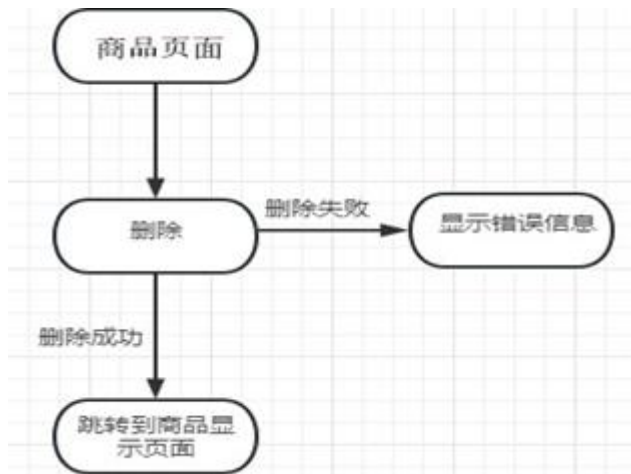 商品页面
删除失败
删除
显示错误信息
删除成功
跳转到商品显
示页面